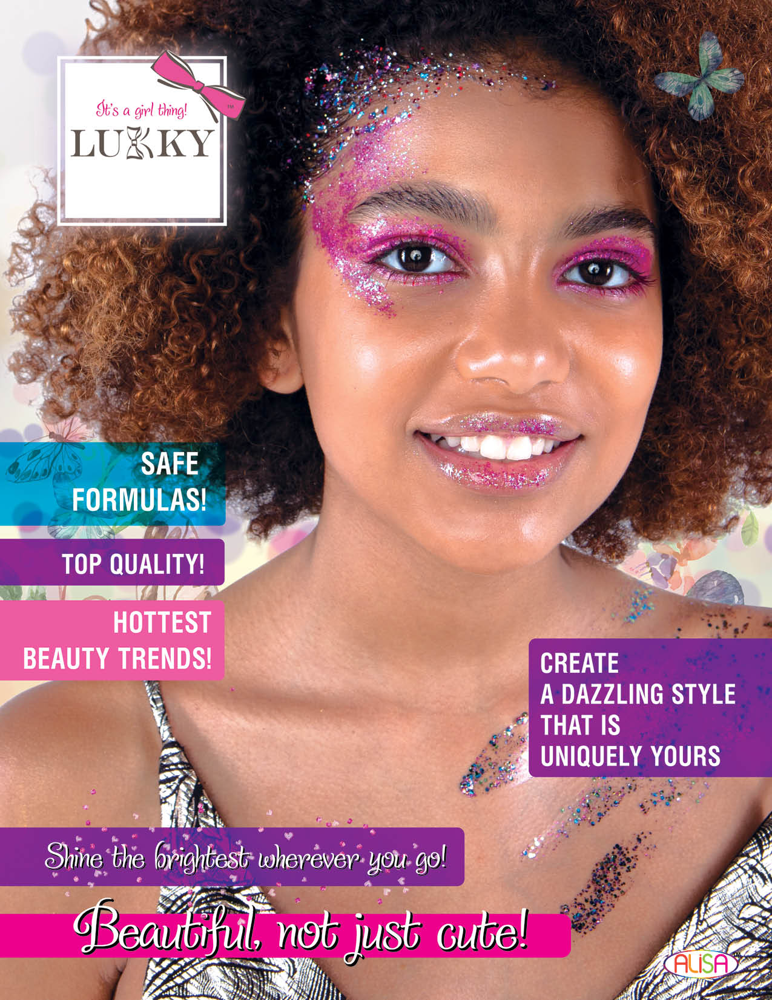 It's a girl thing!
LUKKY
TM
SAFE
FORMULAS!
TOP QUALITY!
HOTTEST
BEAUTY TRENDS!
CREATE
A DAZZLING STYLE
THAT IS
UNIQUELY YOURS
Shine the brightest wherever you go!
Beautiful, not just cute!
ALiSA TM